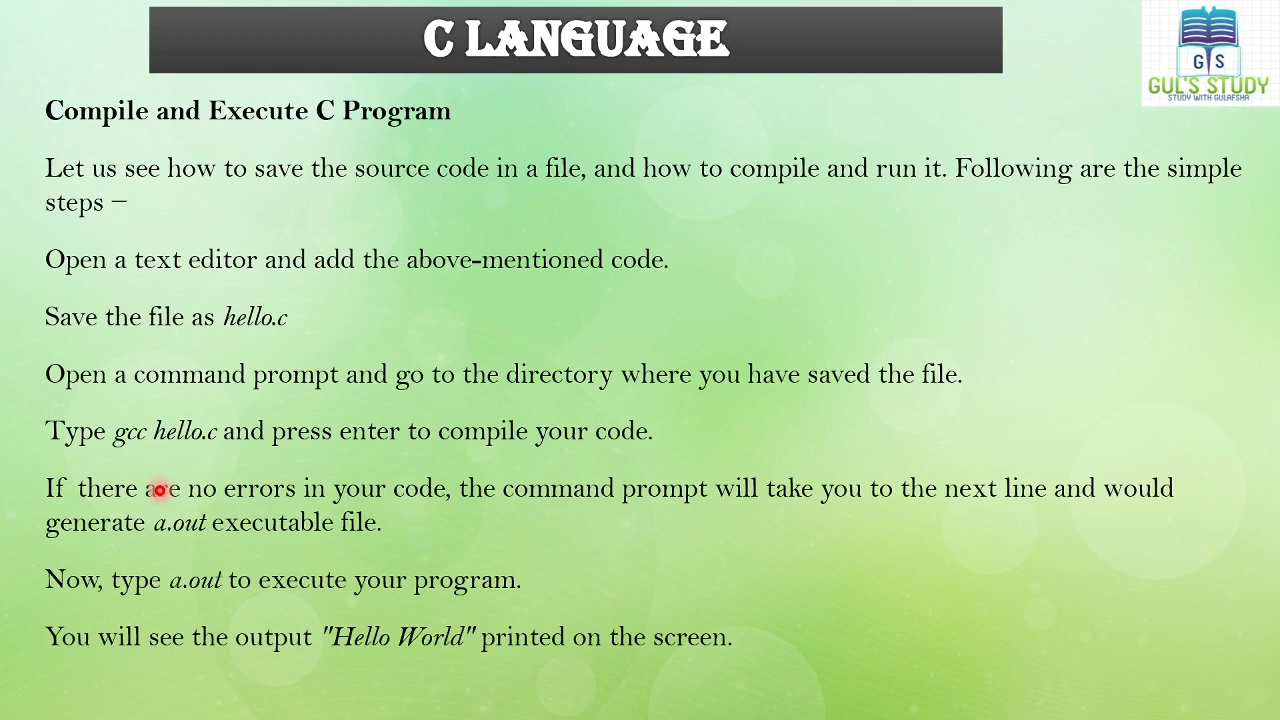 C LANGUAGE
G S
GUL'S STUDY
STUDY WITH GULAFSHA
Compile and Execute C Program
Let us see how to save the source code in a file, and how to compile and run it. Following are the simple
steps −
Open a text editor and add the above-mentioned code.
Save the file as hello.c
Open a command prompt and go to the directory where you have saved the file.
Type gcc hello.c and press enter to compile your code.
If there are no errors in your code, the command prompt will take you to the next line and would
generate a.out executable file.
Now, type a.out to execute your program.
You will see the output "Hello World" printed on the screen.